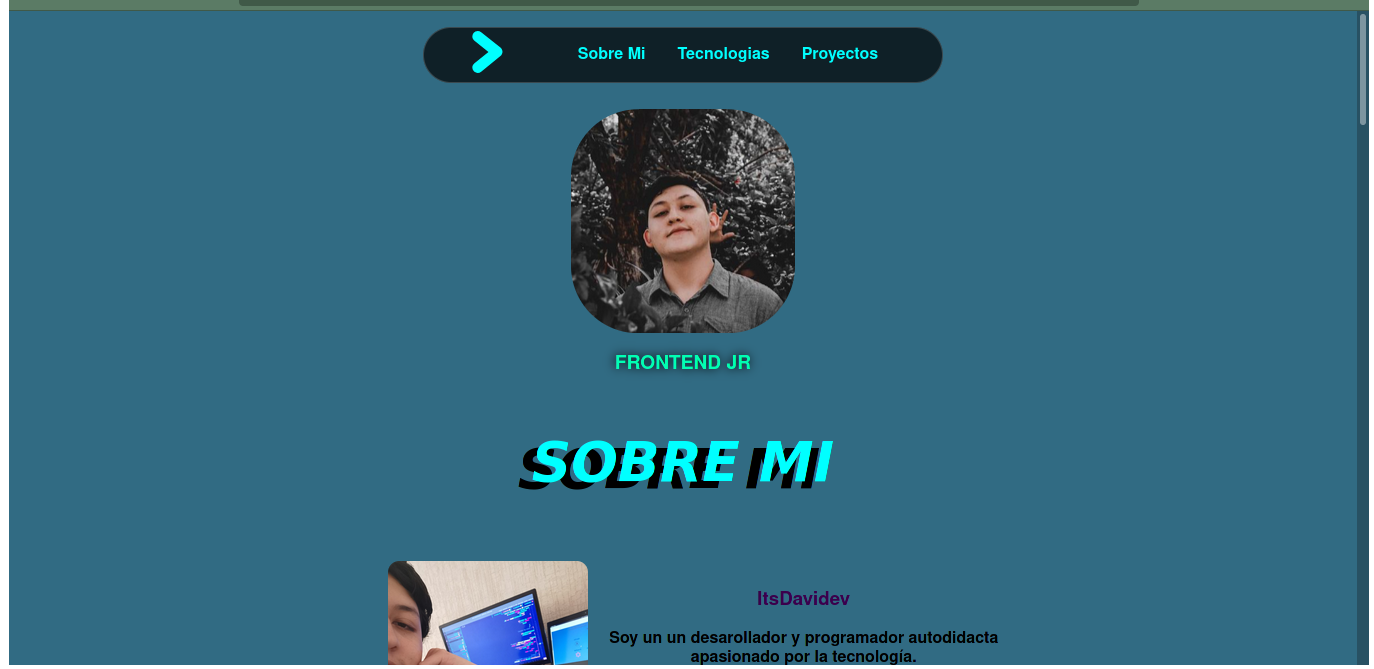 Sobre Mi Tecnologias Proyectos
FRONTEND JR
SOBRE MI
ItsDavidev
Soy un un desarollador y programador autodidacta
apasionado por la tecnología.